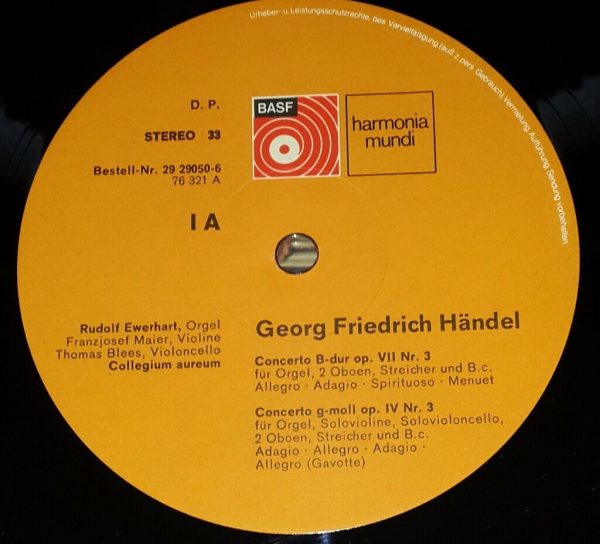 Urheber- u. Leistungsschutzrechte, bes. Vervielfältigung (auß z. pers. Gebrauch), Vermietung, Aufführung, Sendung vorbehalten.
D. P.
STEREO 33
Bestell-Nr. 29 29050-6
76 321 A
I A
BASF
harmonia
mundi
Rudolf Ewerhart, Orgel
Franzjosef Maier, Violine
Thomas Blees, Violoncello
Collegium aureum
Georg Friedrich Händel
Concerto B-dur op. VII Nr. 3
für Orgel, 2 Oboen, Streicher und B.c.
Allegro · Adagio · Spirituoso · Menuet
Concerto g-moll op. IV Nr. 3
für Orgel, Solovioline, Solovioloncello,
2 Oboen, Streicher und B.c.
Adagio · Allegro · Adagio ·
Allegro (Gavotte)